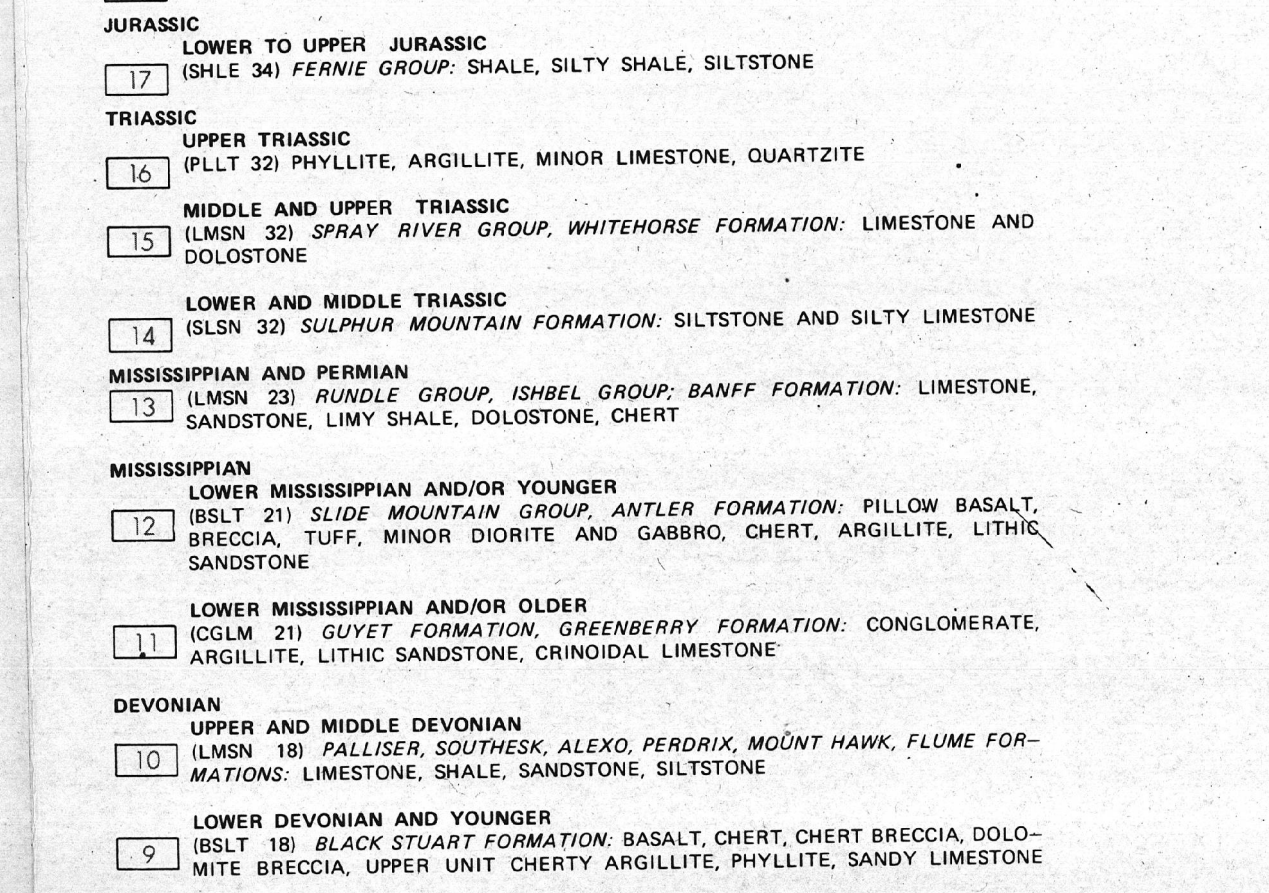 JURASSIC
LOWER TO UPPER JURASSIC
17 (SHLE 34) FERNIE GROUP: SHALE, SILTY SHALE, SILTSTONE
TRIASSIC
UPPER TRIASSIC
16 (PLLT 32) PHYLLITE, ARGILLITE, MINOR LIMESTONE, QUARTZITE
MIDDLE AND UPPER TRIASSIC
15 (LMSN 32) SPRAY RIVER GROUP, WHITEHORSE FORMATION: LIMESTONE AND
DOLOSTONE
LOWER AND MIDDLE TRIASSIC
14 (SLSN 32) SULPHUR MOUNTAIN FORMATION: SILTSTONE AND SILTY LIMESTONE
MISSISSIPPIAN AND PERMIAN
13 (LMSN 23) RUNDLE GROUP, ISHBEL GROUP; BANFF FORMATION: LIMESTONE,
SANDSTONE, LIMY SHALE, DOLOSTONE, CHERT
MISSISSIPPIAN
LOWER MISSISSIPPIAN AND/OR YOUNGER
12 (BSLT 21) SLIDE MOUNTAIN GROUP, ANTLER FORMATION: PILLOW BASALT,
BRECCIA, TUFF, MINOR DIORITE AND GABBRO, CHERT, ARGILLITE, LITHIC
SANDSTONE
LOWER MISSISSIPPIAN AND/OR OLDER
11 (CGLM 21) GUYET FORMATION, GREENBERRY FORMATION: CONGLOMERATE,
ARGILLITE, LITHIC SANDSTONE, CRINOIDAL LIMESTONE
DEVONIAN
UPPER AND MIDDLE DEVONIAN
10 (LMSN 18) PALLISER, SOUTHESK, ALEXO, PERDRIX, MOUNT HAWK, FLUME FOR—
MATIONS: LIMESTONE, SHALE, SANDSTONE, SILTSTONE
LOWER DEVONIAN AND YOUNGER
9 (BSLT 18) BLACK STUART FORMATION: BASALT, CHERT, CHERT BRECCIA, DOLO—
MITE BRECCIA, UPPER UNIT CHERTY ARGILLITE, PHYLLITE, SANDY LIMESTONE